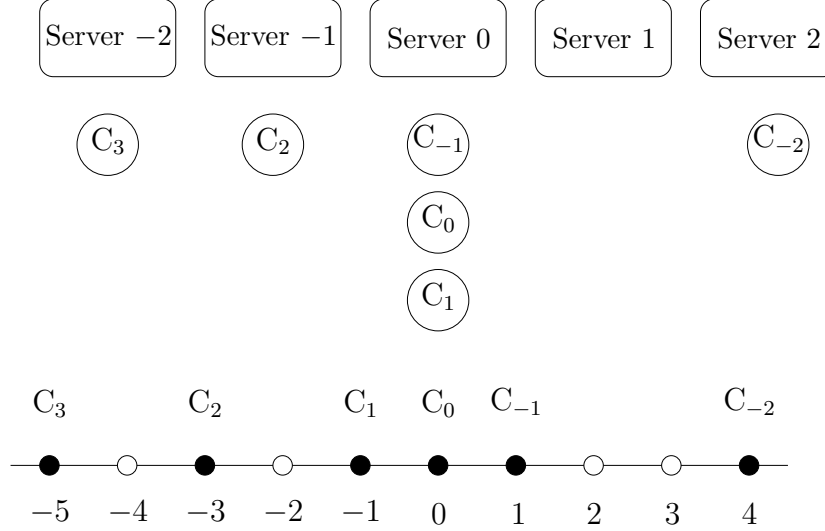 Server −2 Server −1 Server 0 Server 1 Server 2
C₃ C₂ C₋₁ C₋₂
C₀
C₁
C₃ C₂ C₁ C₀ C₋₁ C₋₂
−5 −4 −3 −2 −1 0 1 2 3 4